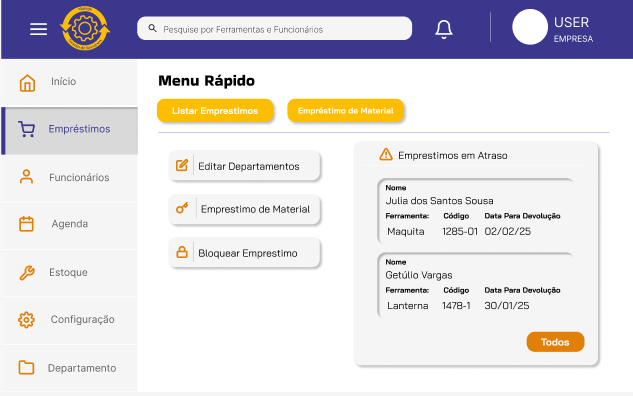 Pesquise por Ferramentas e Funcionários
USER
EMPRESA
Início
Empréstimos
Funcionários
Agenda
Estoque
Configuração
Departamento
Menu Rápido
Listar Emprestimos
Empréstimo de Material
Editar Departamentos
Emprestimo de Material
Bloquear Emprestimo
Emprestimos em Atraso
Nome
Julia dos Santos Sousa
Ferramenta: Código Data Para Devolução
Maquita 1285-01 02/02/25
Nome
Getúlio Vargas
Ferramenta: Código Data Para Devolução
Lanterna 1478-1 30/01/25
Todos